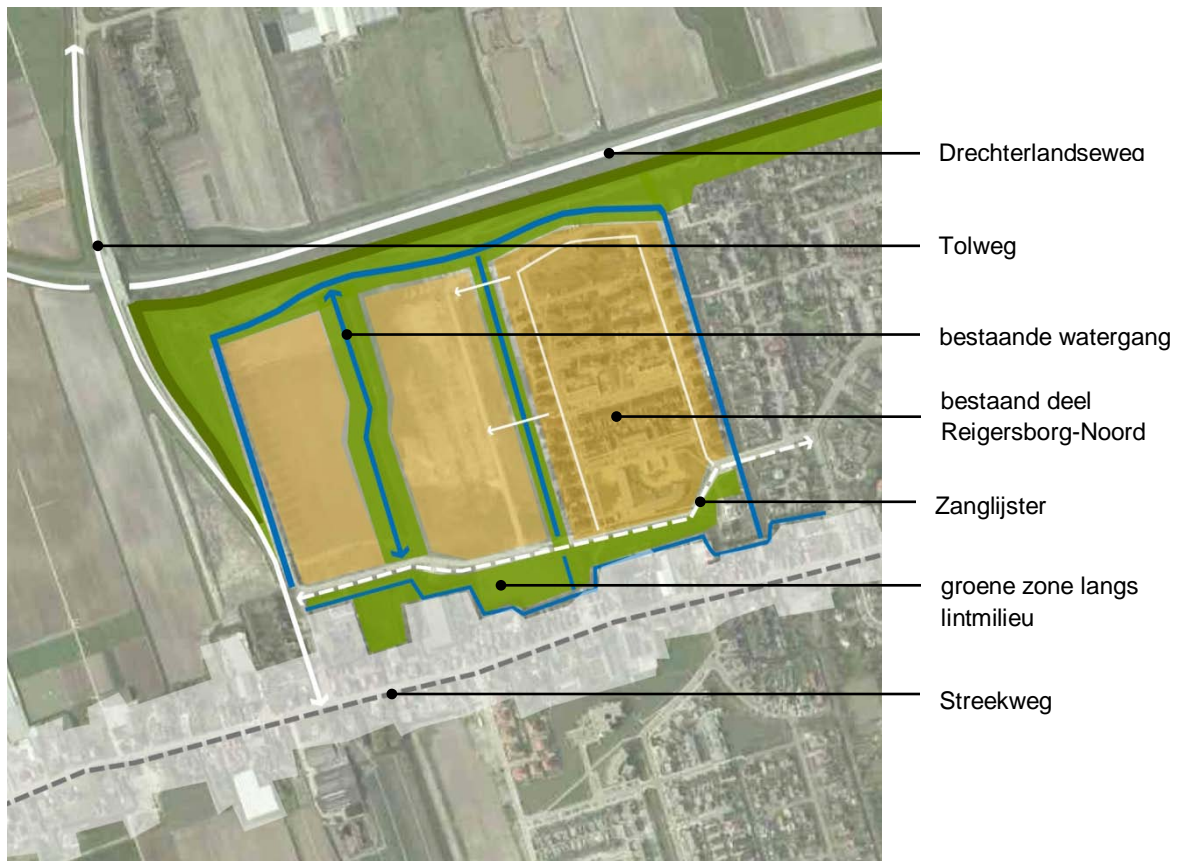 Drechterlandseweg
Tolweg
bestaande watergang
bestaand deel
Reigersborg-Noord
Zanglijster
groene zone langs
lintmilieu
Streekweg